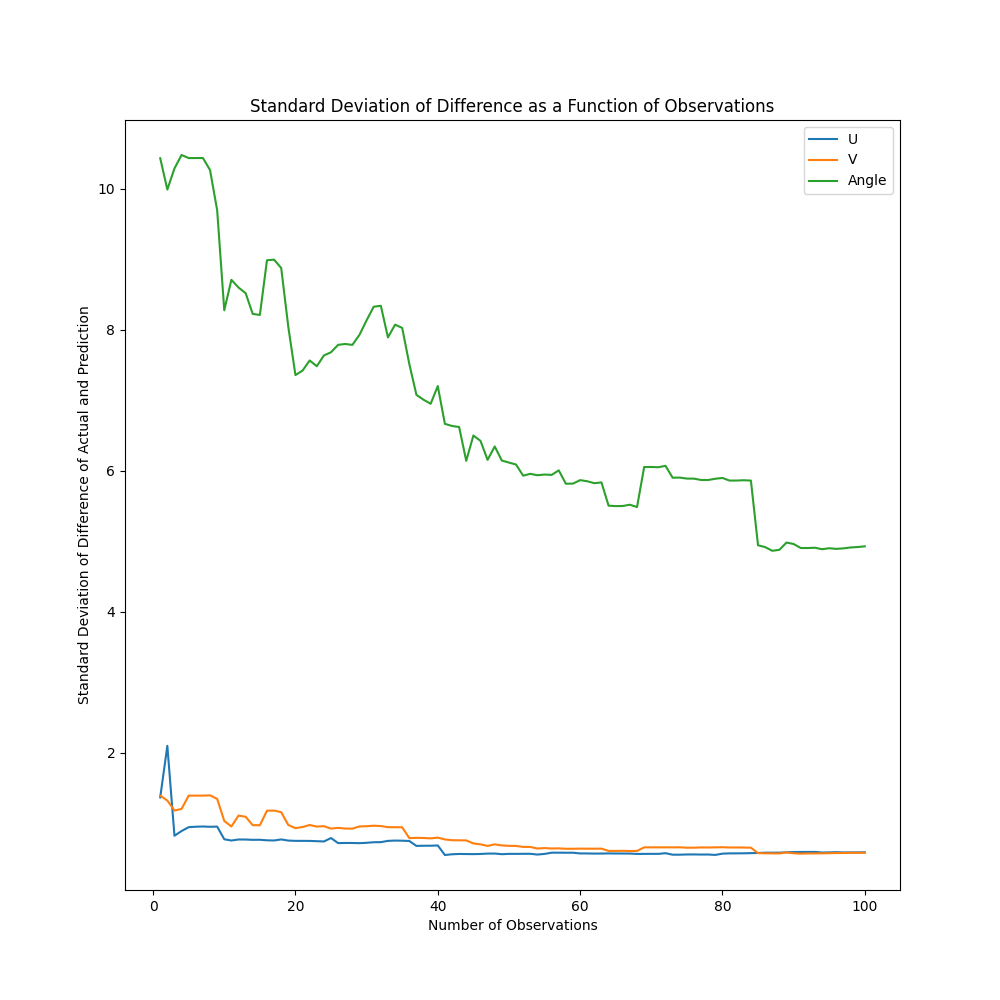 Standard Deviation of Difference as a Function of Observations
U
V
Angle
Standard Deviation of Difference of Actual and Prediction
10
8
6
4
2
0 20 40 60 80 100
Number of Observations